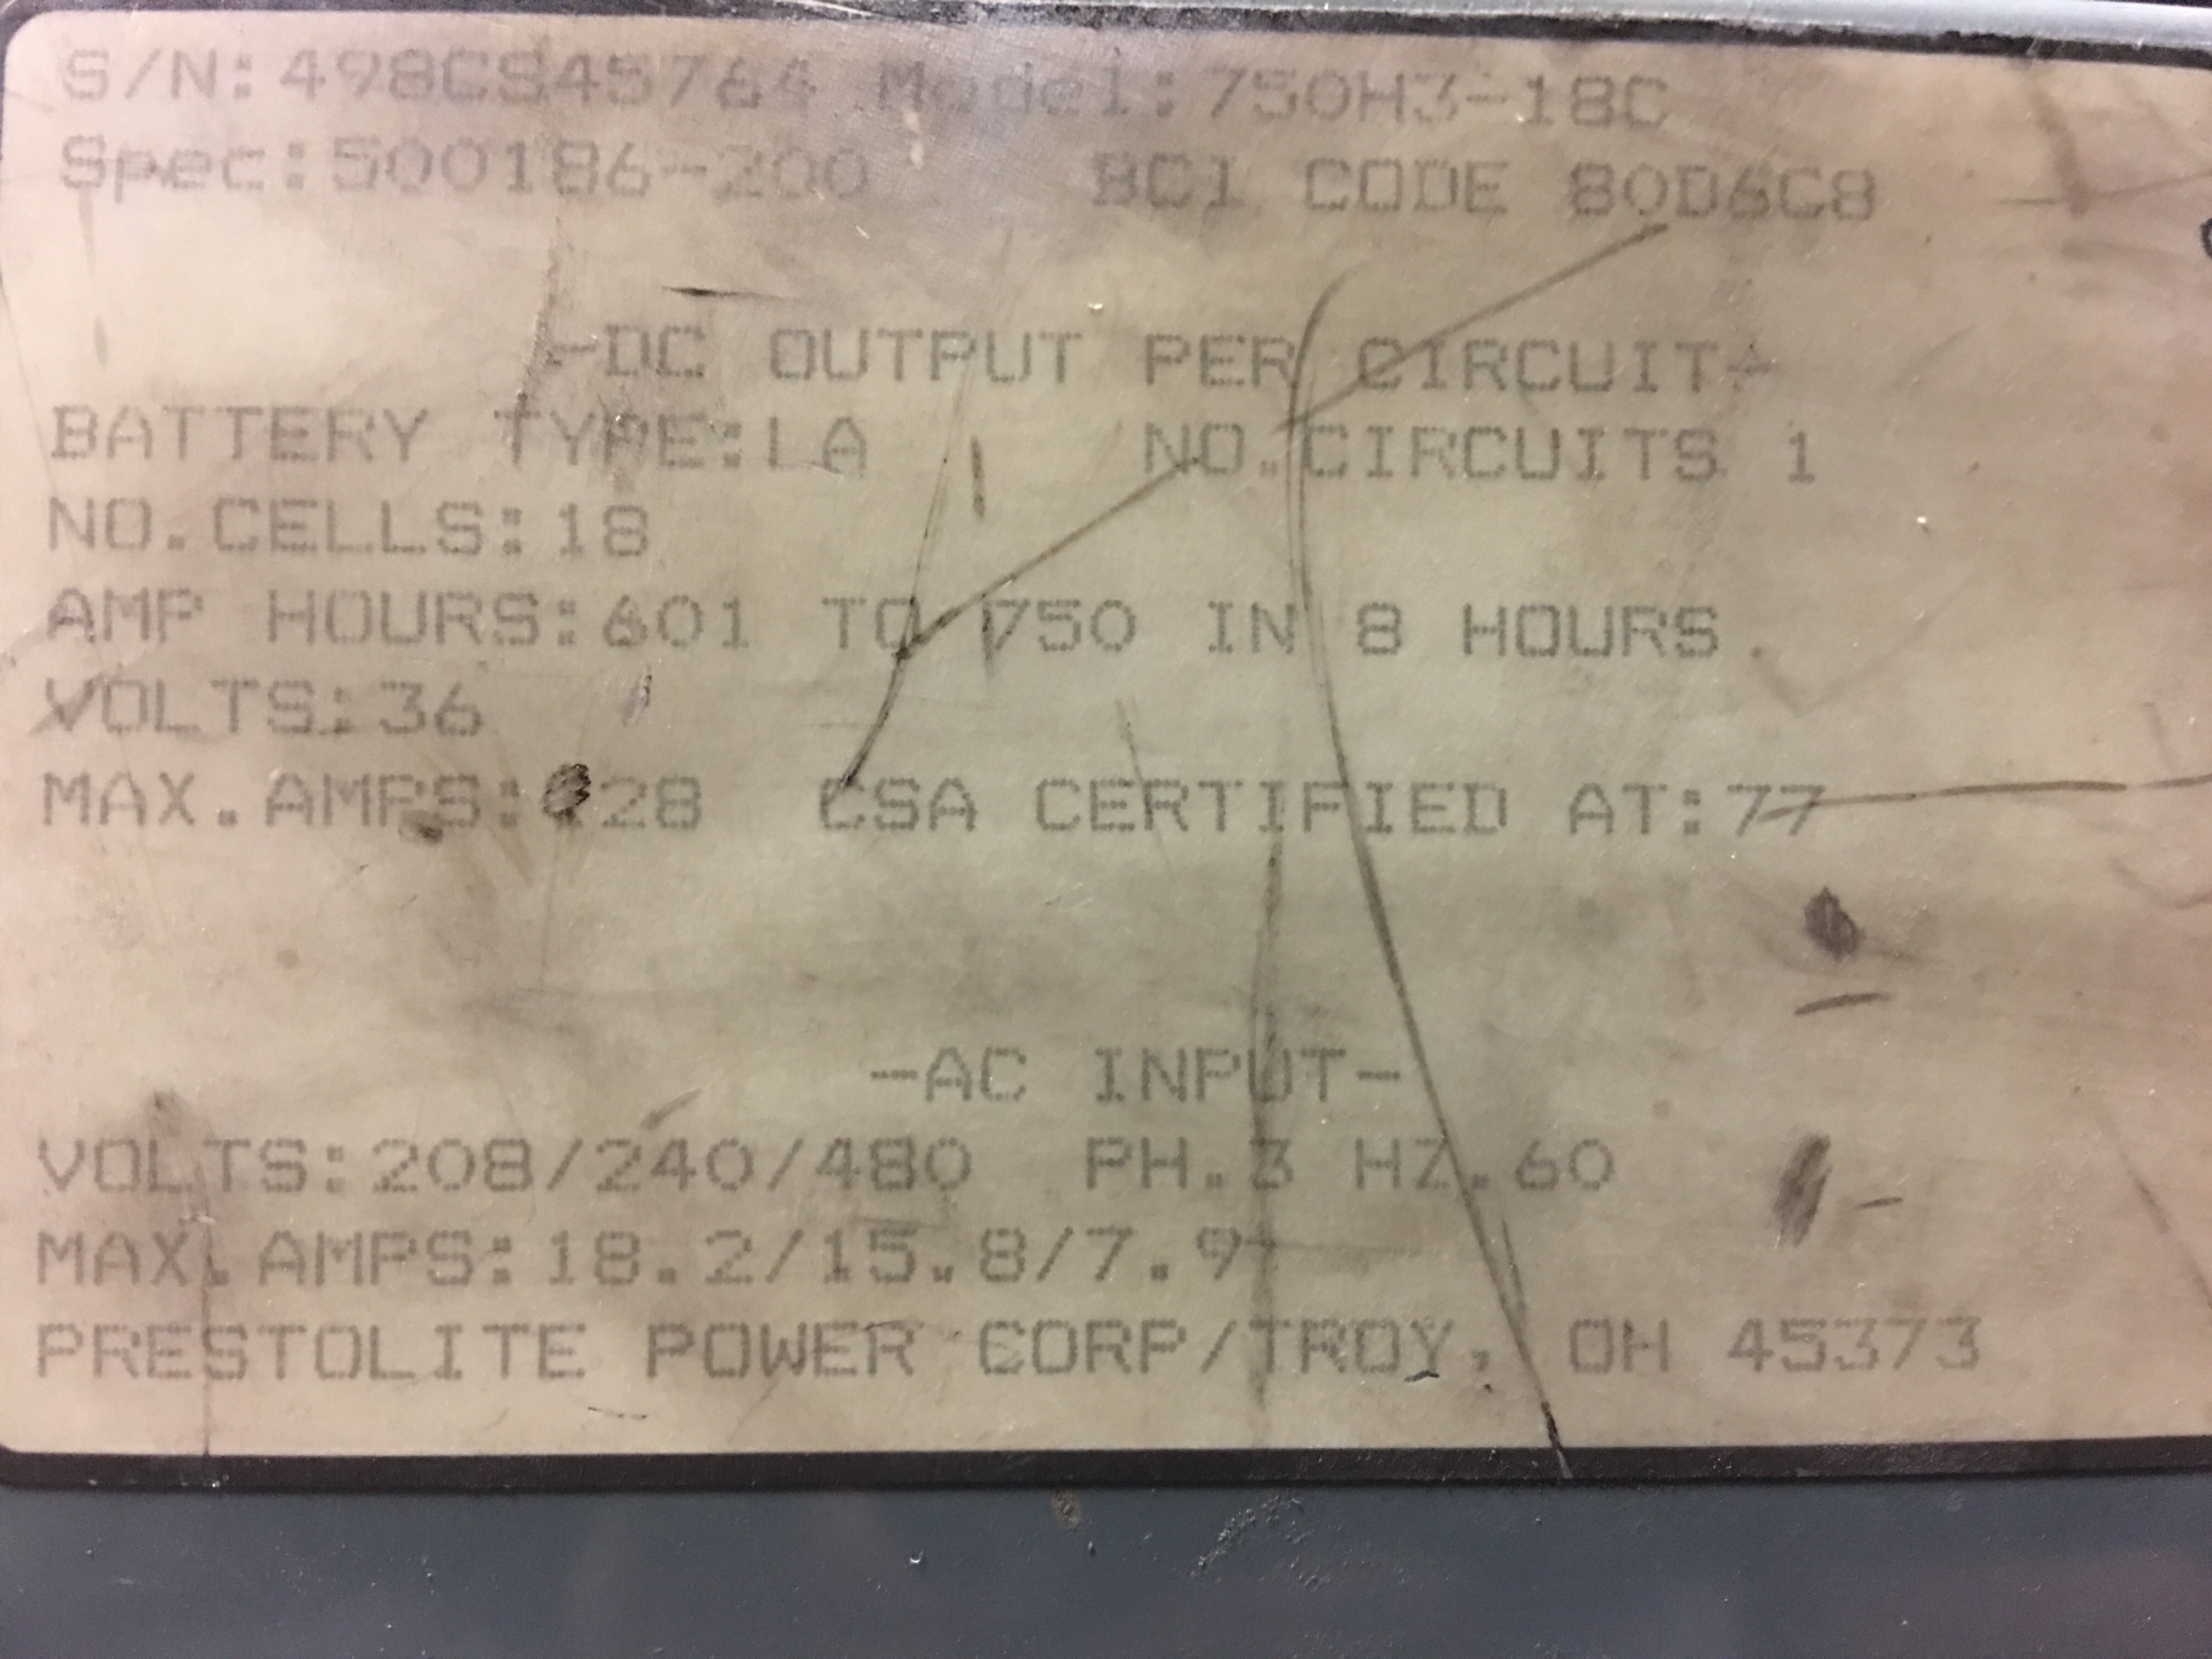 S/N:498CS45764 Model:750H3-18C
Spec:500186-200 BCI CODE 80D6C8
-DC OUTPUT PER CIRCUIT-
BATTERY TYPE:LA NO.CIRCUITS 1
NO.CELLS:18
AMP HOURS:601 TO 750 IN 8 HOURS.
VOLTS:36
MAX.AMPS: CSA CERTIFIED AT:77
-AC INPUT-
VOLTS:208/240/480 PH.3 HZ.60
MAX.AMPS:18.2/15.8/7.9
PRESTOLITE POWER CORP/TROY, OH 45373